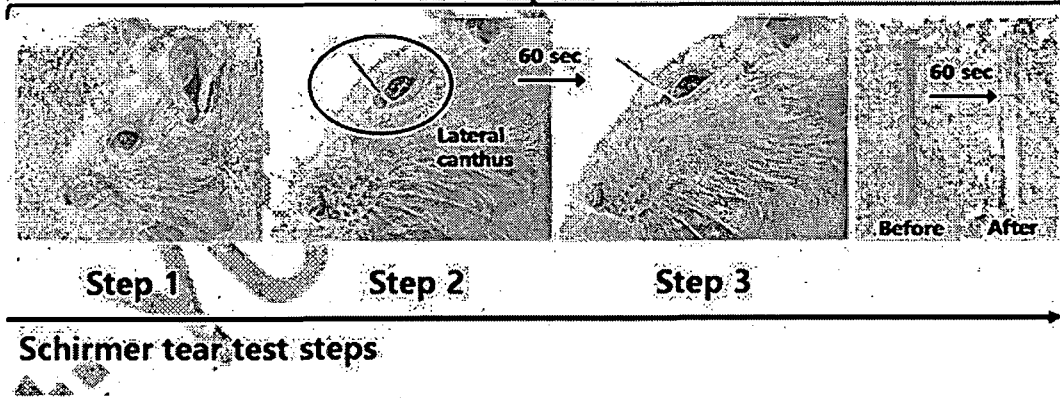 60 sec
60 sec
Lateral
canthus
Before After
Step 1 Step 2 Step 3
Schirmer tear test steps